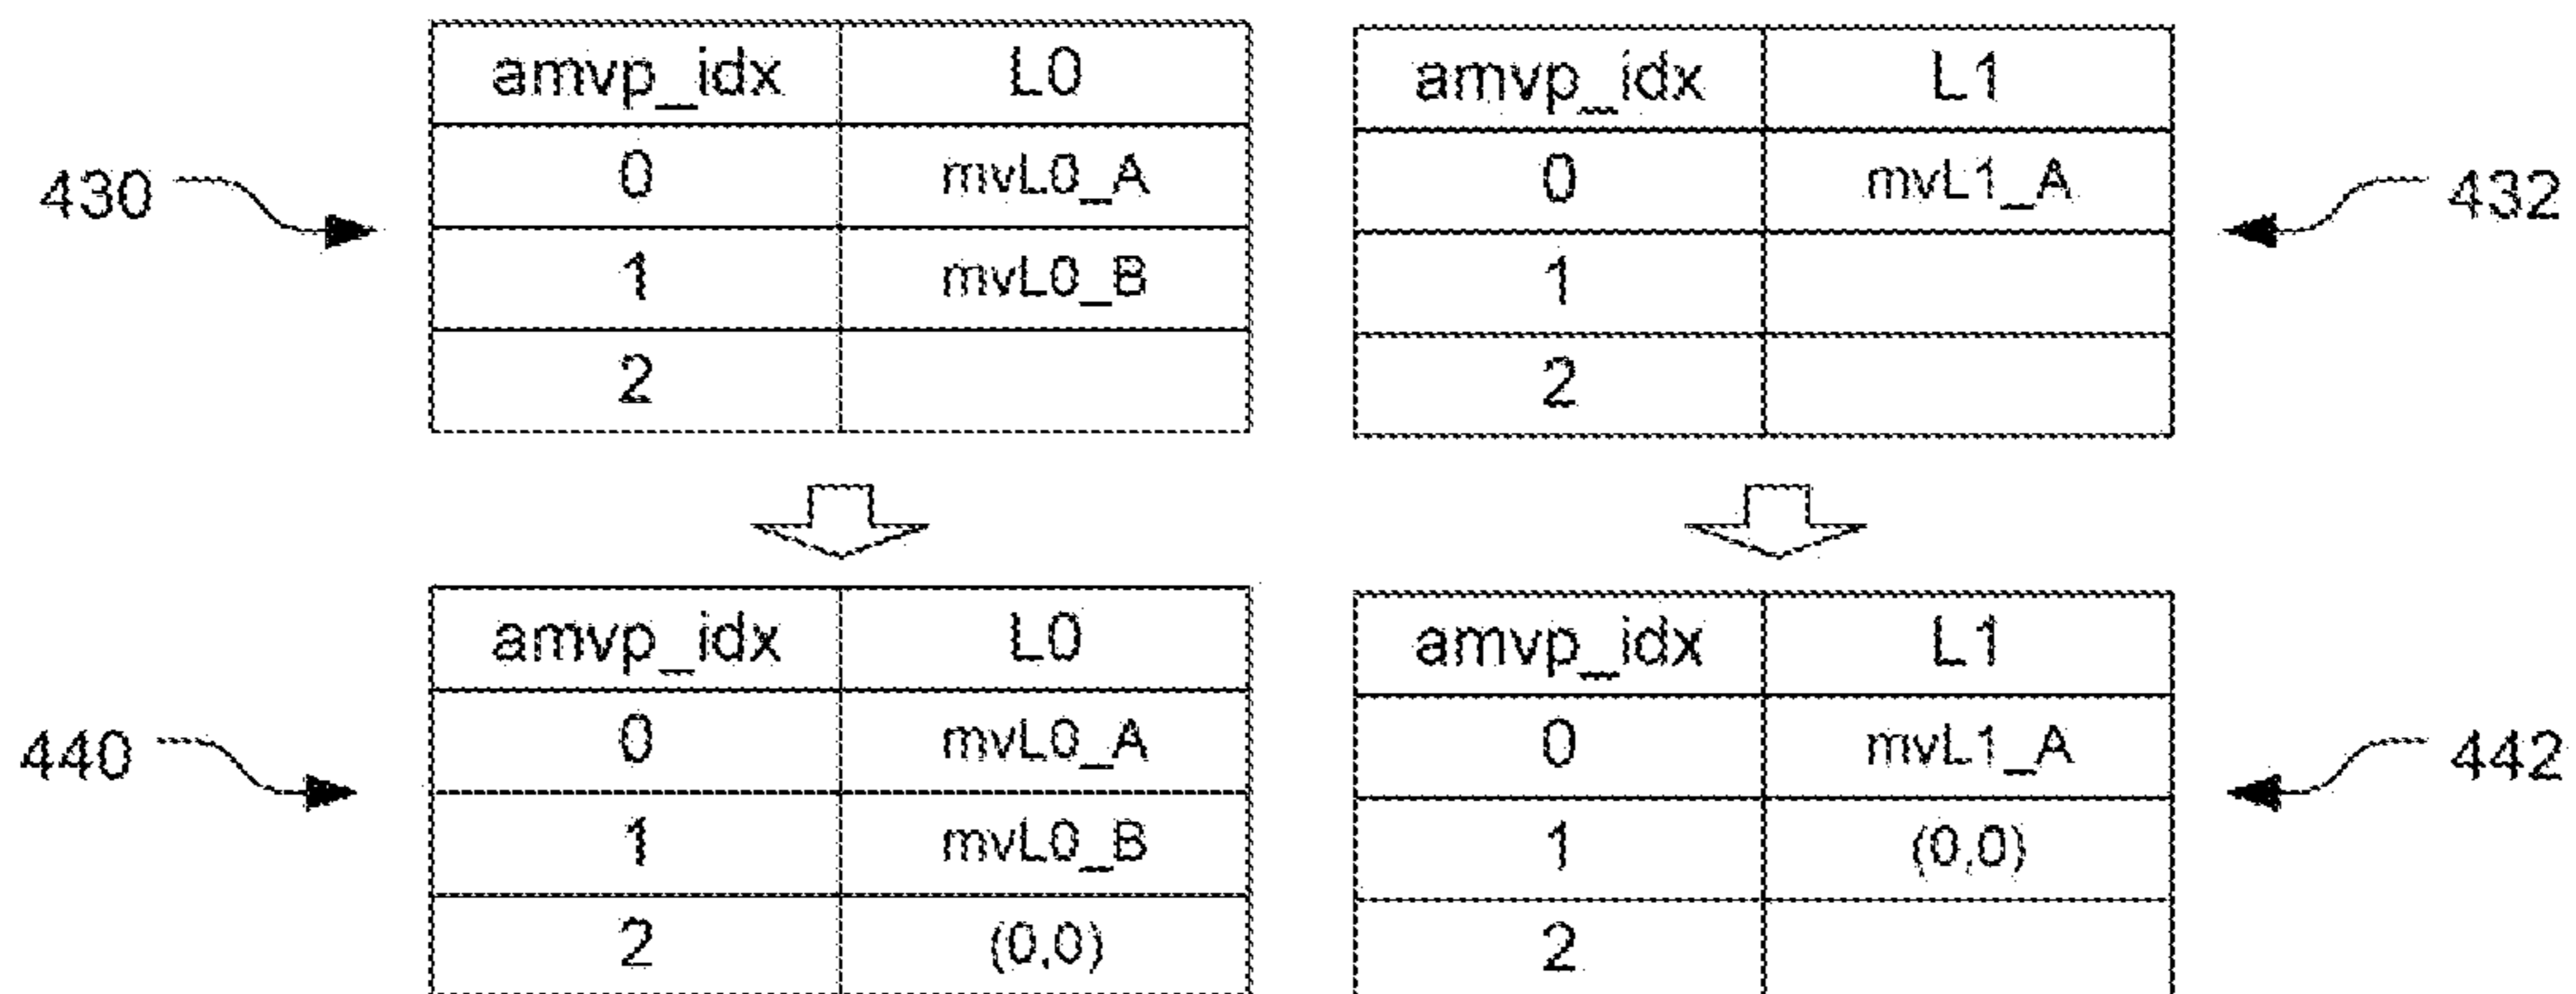 amvp_idx L0 amvp_idx L1
430 0 mvL0_A 0 mvL1_A 432
1 mvL0_B 1
2 2
amvp_idx L0 amvp_idx L1
440 0 mvL0_A 0 mvL1_A 442
1 mvL0_B 1 (0,0)
2 (0,0) 2